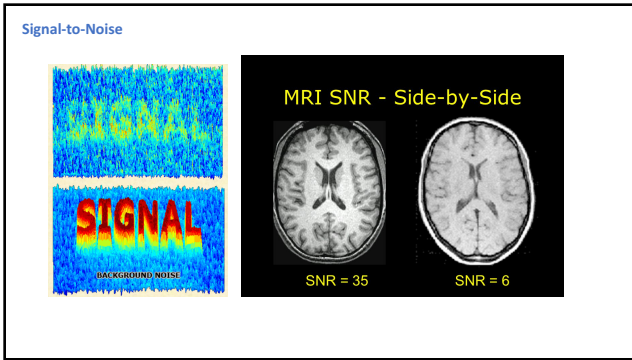 Signal-to-Noise
SIGNAL
SIGNAL
BACKGROUND NOISE
MRI SNR - Side-by-Side
SNR = 35
SNR = 6